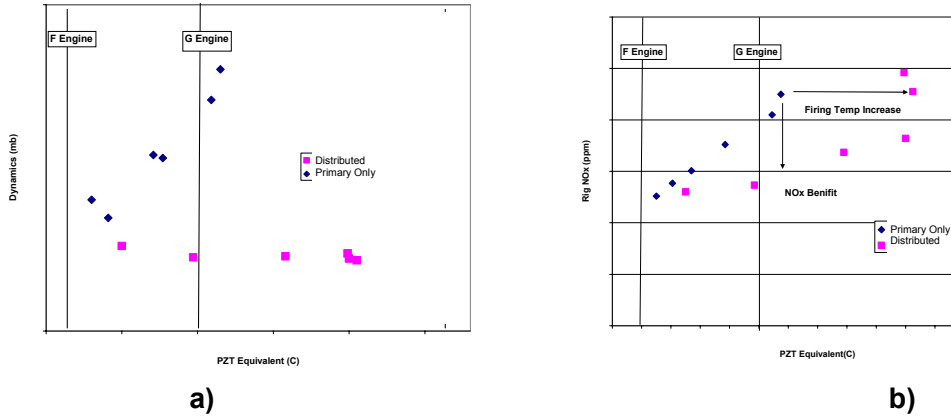 F Engine
G Engine
Dynamics (mb)
Distributed
Primary Only
PZT Equivalent (C)
a)
F Engine
G Engine
Rig NOx (ppm)
Firing Temp Increase
NOx Benifit
Primary Only
Distributed
PZT Equivalent(C)
b)